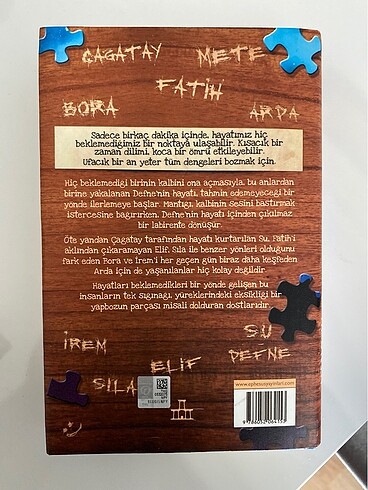 ÇAGATAY METE
FATİH
BORA ARDA
Sadece birkaç dakika içinde, hayatımız hiç
beklemediğimiz bir noktaya ulaşabilir. Kısacık bir
zaman dilimi, koca bir ömrü etkileyebilir.
Ufacık bir an yeter tüm dengeleri bozmak için.
Hiç beklemediği birinin kalbini ona açmasıyla, bu anlardan
birine yakalanan Defne'nin hayatı, tahmin edemeyeceği bir
yönde ilerlemeye başlar. Mantığı, kalbinin sesini bastırmak
istercesine bağırırken, Defne'nin hayatı içinden çıkılmaz
bir labirente dönüşür.
Öte yandan Çagatay tarafından hayatı kurtarılan Su, Fatih'i
aklından çıkaramayan Elif, Sıla ile benzer yönleri olduğunu
fark eden Bora ve İrem'i her geçen gün biraz daha keşfeden
Arda için de yaşanılanlar hiç kolay değildir.
Hayatları beklemedikleri bir yönde gelişen bu
insanların tek sığınağı, yüreklerindeki eksikliği bir
yapbozun parçası misali dolduran dostlarıdır.
İREM SU
ELİF DEFNE
SILA
www.ephesusyayinlari.com
9786052064153